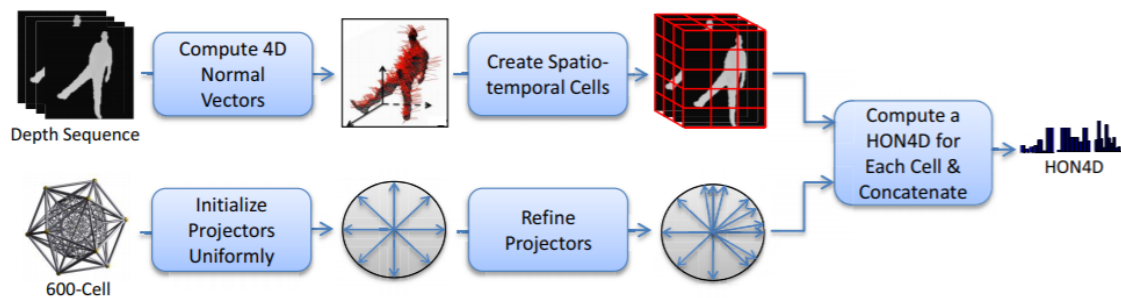 Depth Sequence
Compute 4D
Normal
Vectors
Create Spatio-
temporal Cells
Compute a
HON4D for
Each Cell &
Concatenate
HON4D
600-Cell
Initialize
Projectors
Uniformly
Refine
Projectors